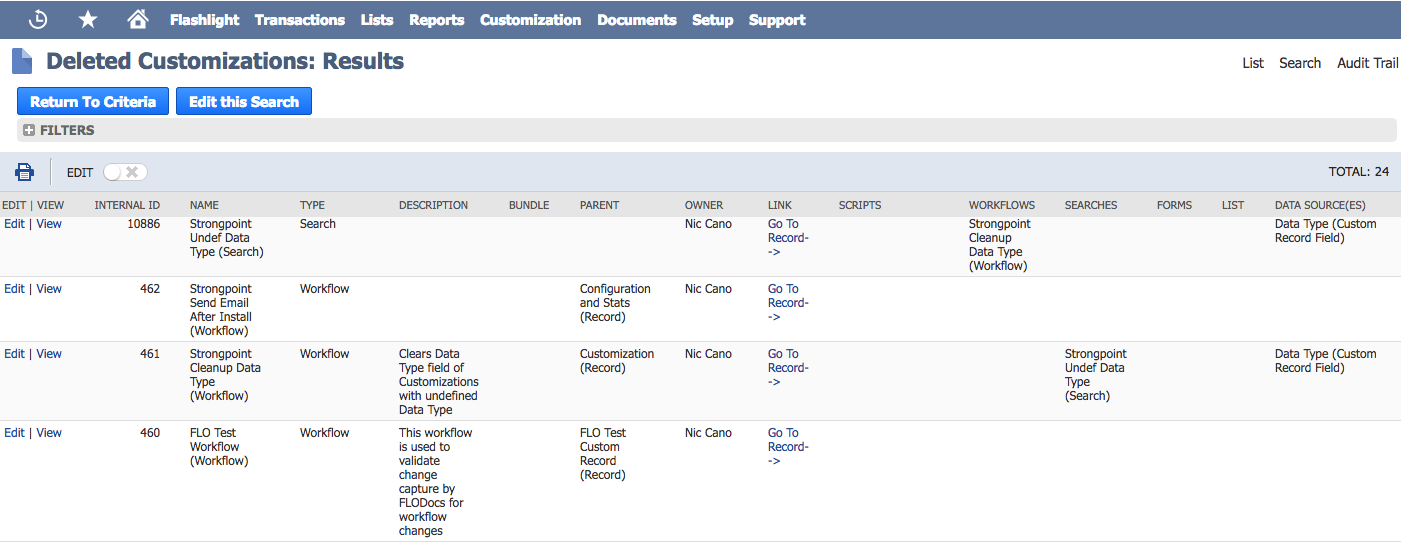 Flashlight Transactions Lists Reports Customization Documents Setup Support
Deleted Customizations: Results
List Search Audit Trail
Return To Criteria Edit this Search
FILTERS
EDIT
TOTAL: 24
EDIT | VIEW INTERNAL ID NAME TYPE DESCRIPTION BUNDLE PARENT OWNER LINK SCRIPTS WORKFLOWS SEARCHES FORMS LIST DATA SOURCE(ES)
Edit | View 10886 Strongpoint Search Nic Cano Go To Strongpoint Data Type (Custom
Undef Data Record- Cleanup Record Field)
Type (Search) -> Data Type
(Workflow)
Edit | View 462 Strongpoint Workflow Configuration Nic Cano Go To
Send Email and Stats Record-
After Install (Record) ->
(Workflow)
Edit | View 461 Strongpoint Workflow Clears Data Customization Nic Cano Go To Strongpoint Data Type (Custom
Cleanup Data Type field of (Record) Record- Undef Data Record Field)
Type Customizations -> Type
(Workflow) with undefined (Search)
Data Type
Edit | View 460 FLO Test Workflow This workflow FLO Test Nic Cano Go To
Workflow is used to Custom Record-
(Workflow) validate Record ->
change (Record)
capture by
FLODocs for
workflow
changes